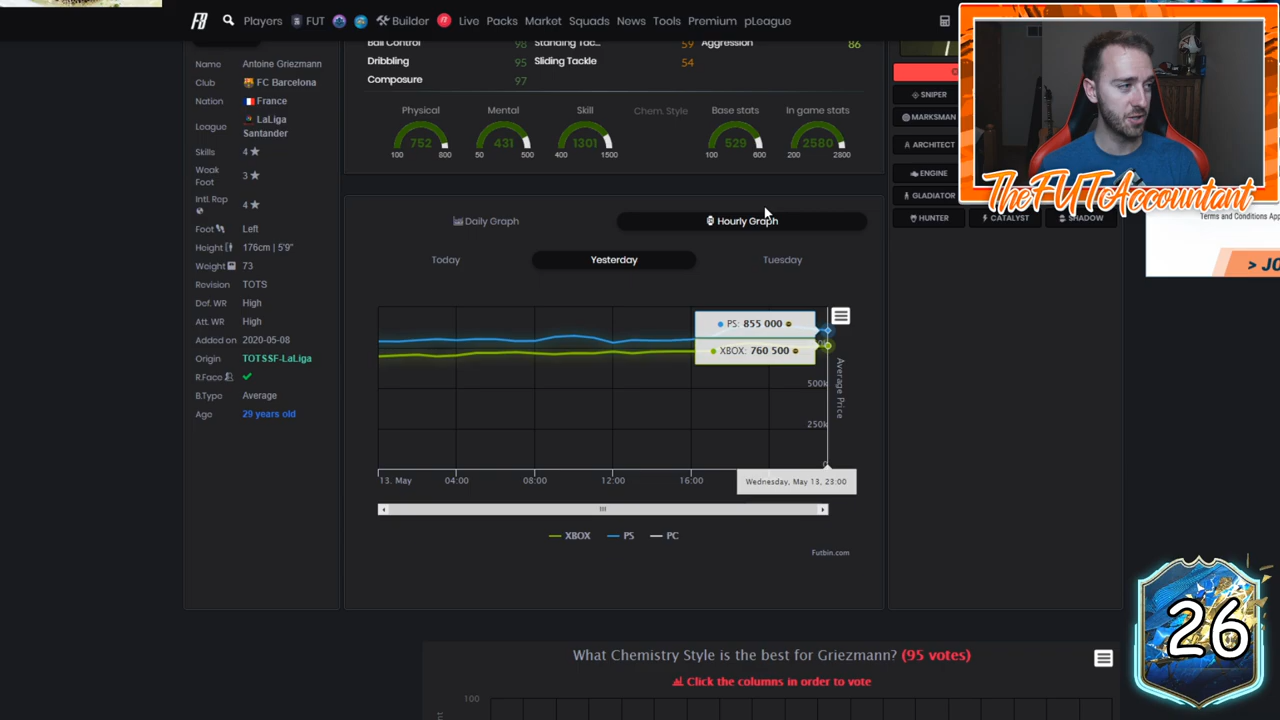 FB Players FUT Builder Live Packs Market Squads News Tools Premium pLeague
Name Antoine Griezmann
Club FC Barcelona
Nation France
League LaLiga Santander
Skills 4
Weak Foot 3
Intl. Rep 4
Foot Left
Height 176cm | 5'9"
Weight 73
Revision TOTS
Def. WR High
Att. WR High
Added on 2020-05-08
Origin TOTSSF-LaLiga
R.Face
B.Type Average
Age 29 years old
Ball Control 98 Standing Tac... 59 Aggression 86
Dribbling 95 Sliding Tackle 54
Composure 97
Physical Mental Skill Chem. Style Base stats In game stats
752 431 1301 529 2580
100 800 50 500 400 1500 100 600 200 2800
Daily Graph Hourly Graph
Today Yesterday Tuesday
PS: 855 000
XBOX: 760 500
500k
250k
0
Average Price
13. May 04:00 08:00 12:00 16:00
Wednesday, May 13, 23:00
XBOX PS PC
Futbin.com
What Chemistry Style is the best for Griezmann? (95 votes)
Click the columns in order to vote
100
SNIPER
MARKSMAN
ARCHITECT
ENGINE
GLADIATOR
HUNTER CATALYST SHADOW
TheFUTAccountant
Terms and Conditions Ap
> JO
26